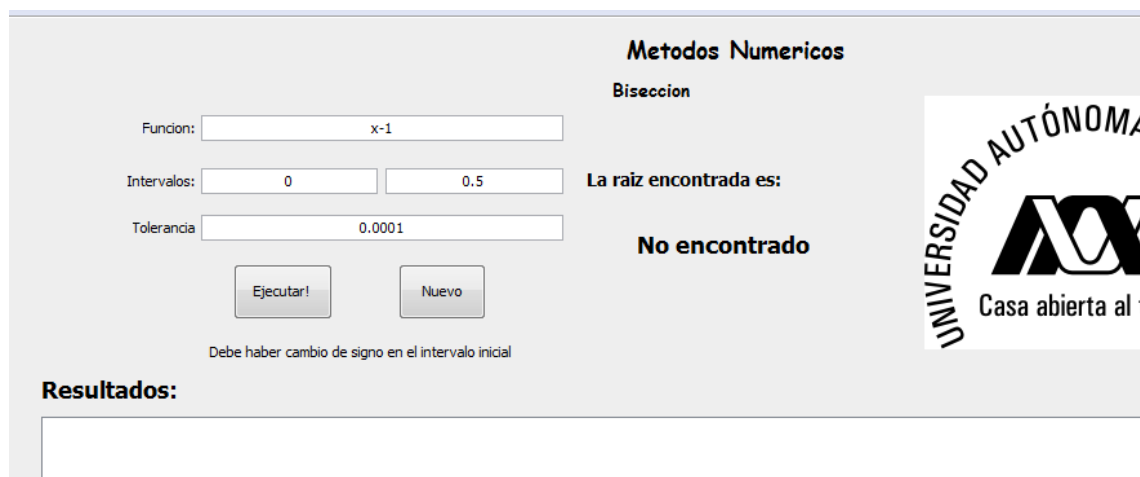 Metodos Numericos
Biseccion
Funcion: x-1
Intervalos: 0 0.5
La raiz encontrada es:
Tolerancia 0.0001
No encontrado
Ejecutar! Nuevo
Debe haber cambio de signo en el intervalo inicial
Resultados:
UNIVERSIDAD AUTÓNOMA
Casa abierta al